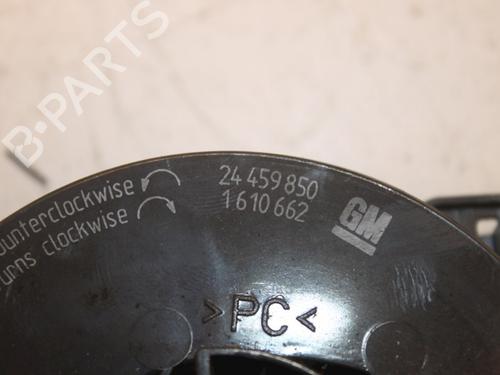 B-PARTS
ounterclockwise
urns clockwise
24 459 850
1 610 662
GM
>PC<